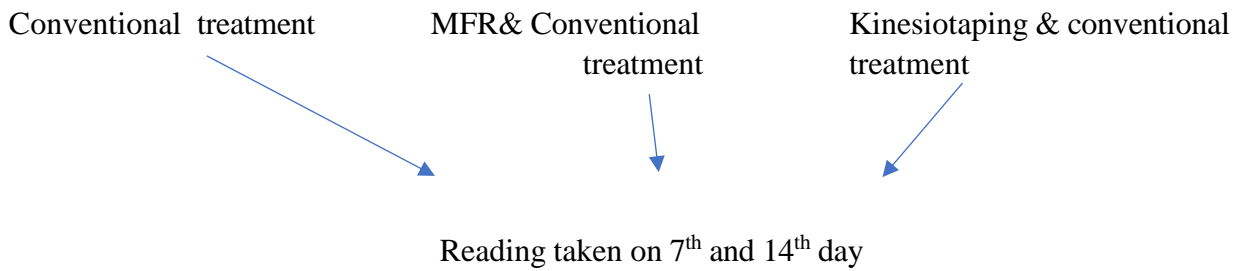 Conventional treatment
MFR& Conventional
treatment
Kinesiotaping & conventional
treatment
Reading taken on 7th and 14th day